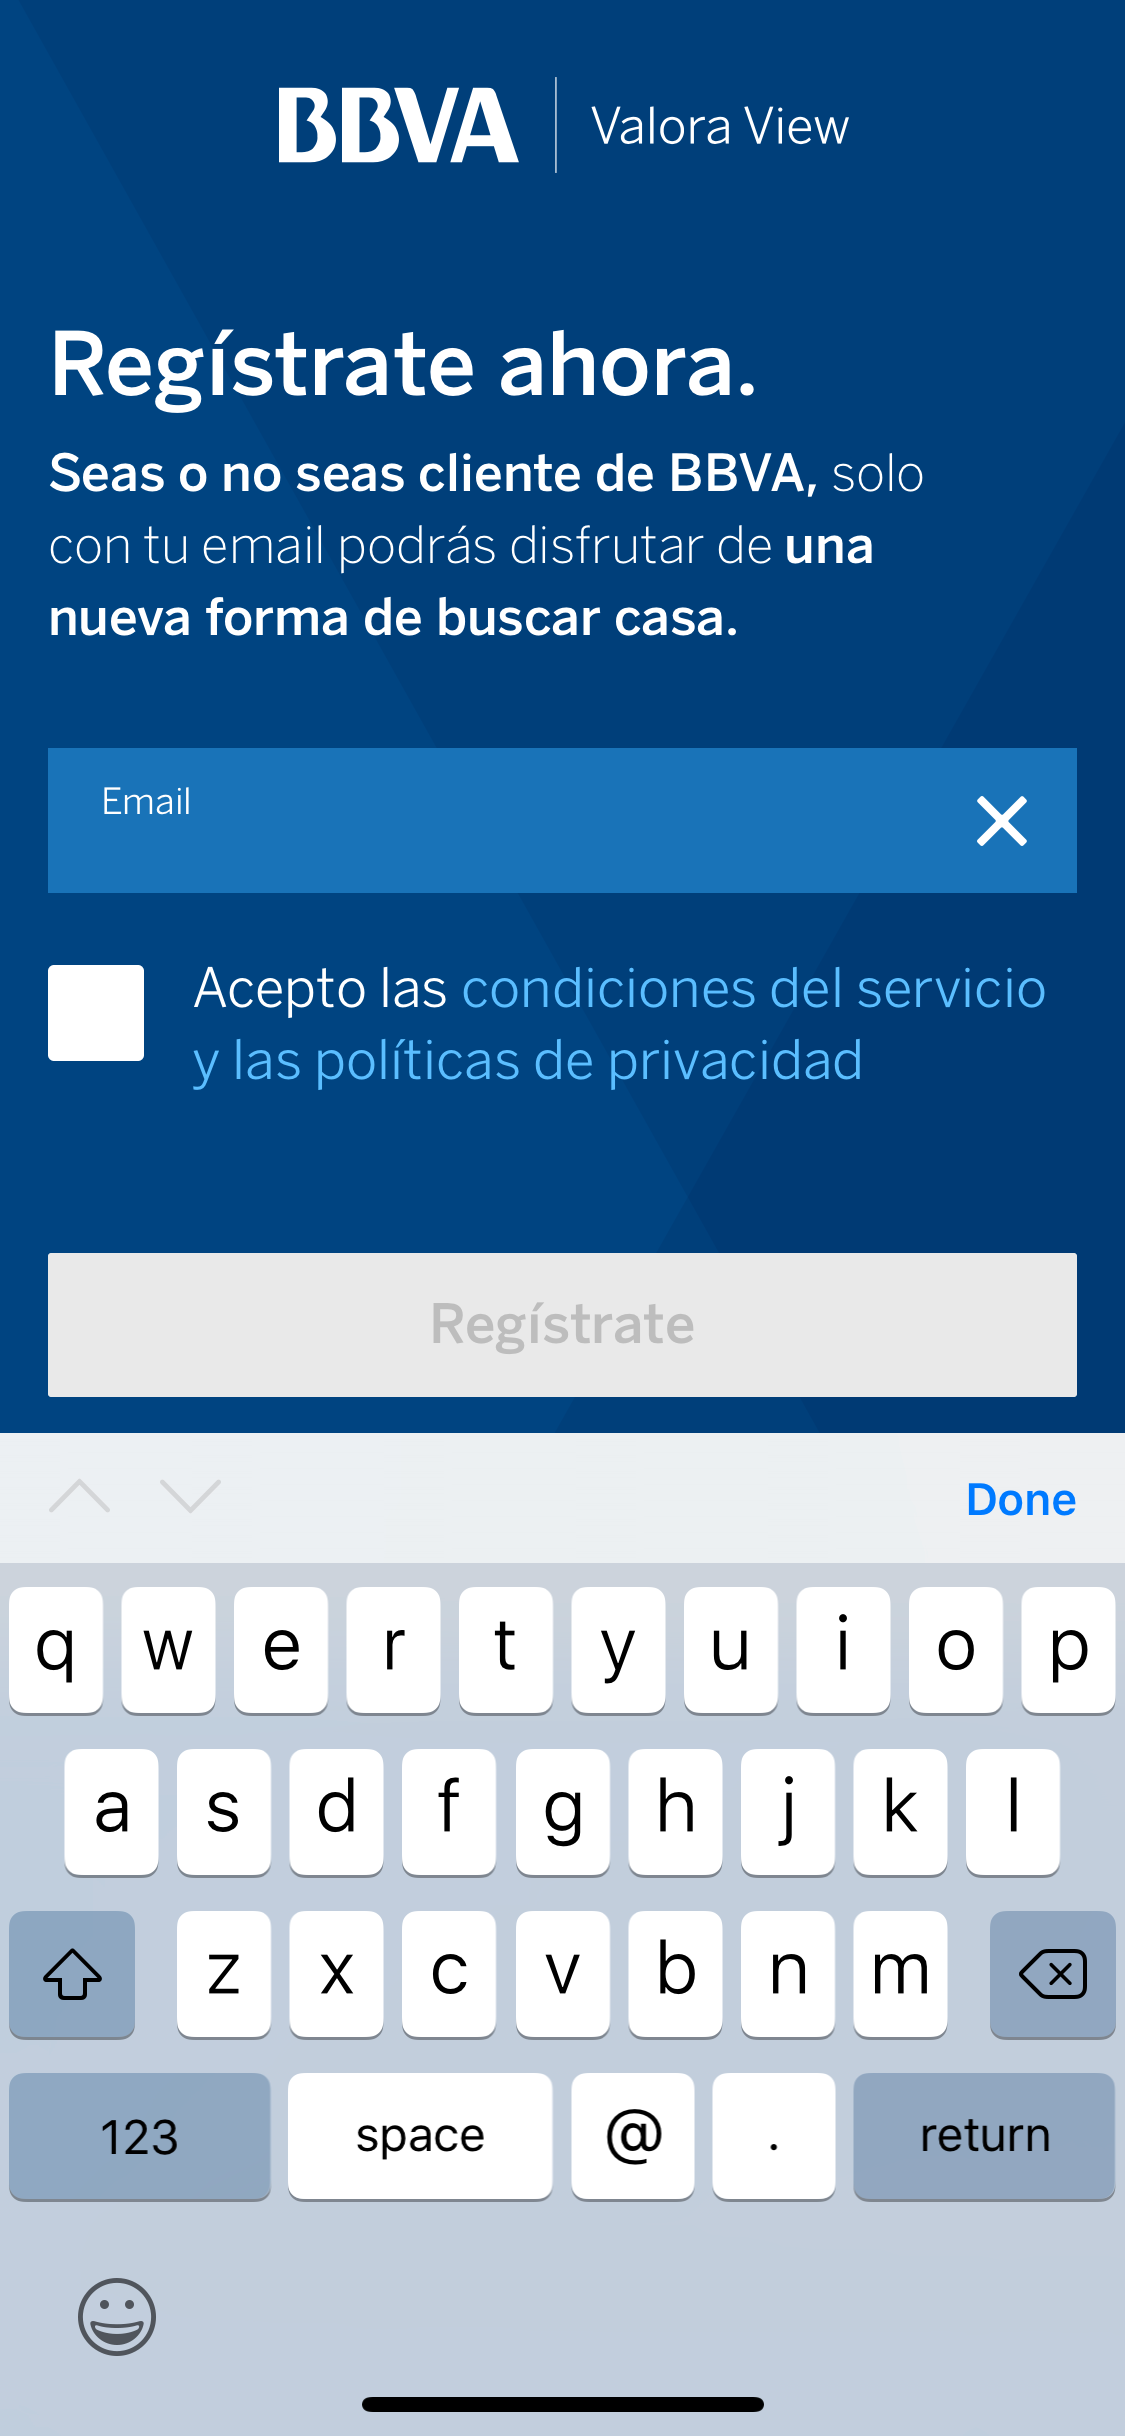 BBVA
Valora View
Regístrate ahora.
Seas o no seas cliente de BBVA, solo
con tu email podrás disfrutar de una
nueva forma de buscar casa.
Email
Acepto las condiciones del servicio
y las políticas de privacidad
Regístrate
Done
q w e r t y u i o p
a s d f g h j k l
z x c v b n m
123 space @ . return